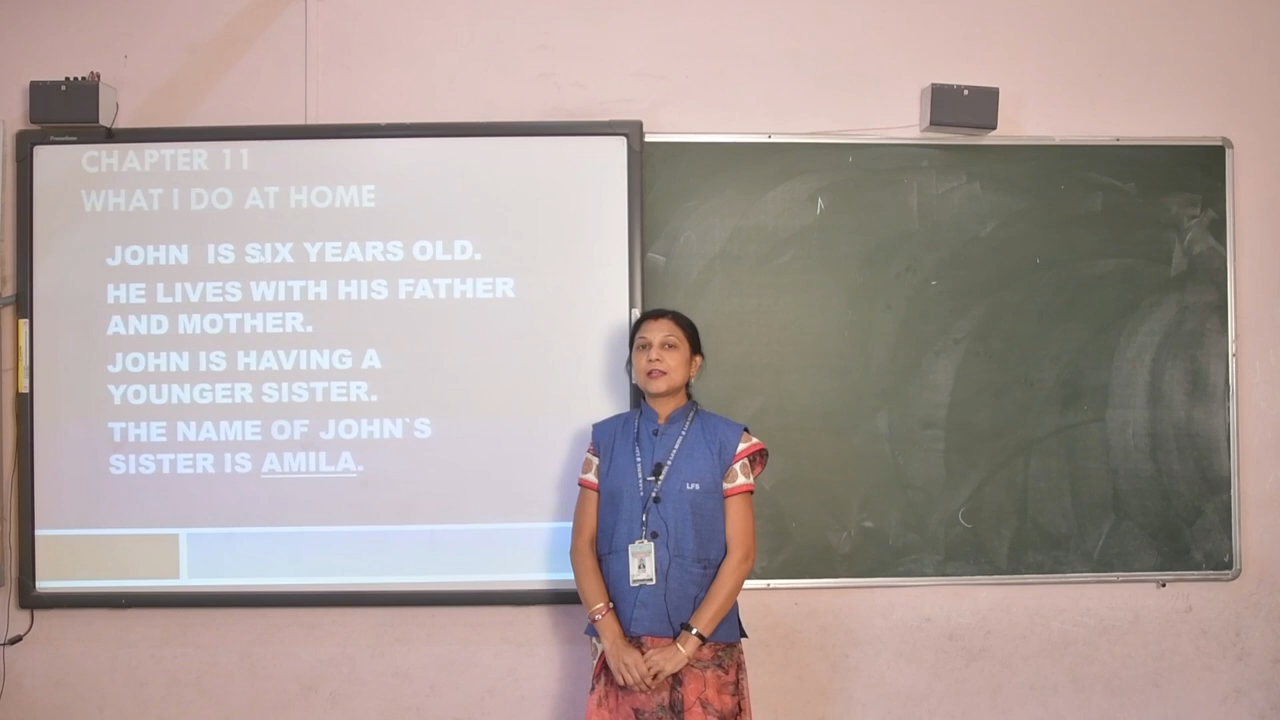 Promethean
CHAPTER 11
WHAT I DO AT HOME
JOHN IS SIX YEARS OLD.
HE LIVES WITH HIS FATHER
AND MOTHER.
JOHN IS HAVING A
YOUNGER SISTER.
THE NAME OF JOHN`S
SISTER IS AMILA.
LFS